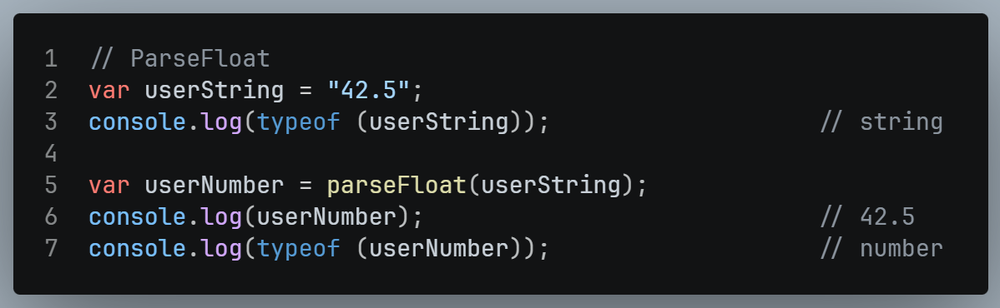 1 // ParseFloat
2 var userString = "42.5";
3 console.log(typeof (userString)); // string
4
5 var userNumber = parseFloat(userString);
6 console.log(userNumber); // 42.5
7 console.log(typeof (userNumber)); // number